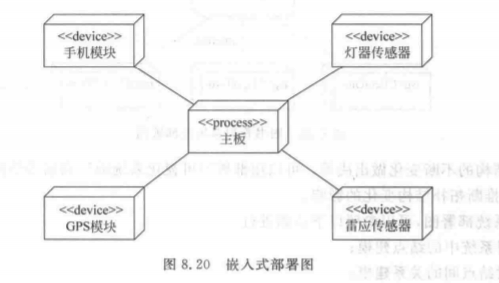 <<device>>
手机模块
<<device>>
灯器传感器
<<process>>
主板
<<device>>
GPS模块
<<device>>
雷应传感器
图 8.20 嵌入式部署图